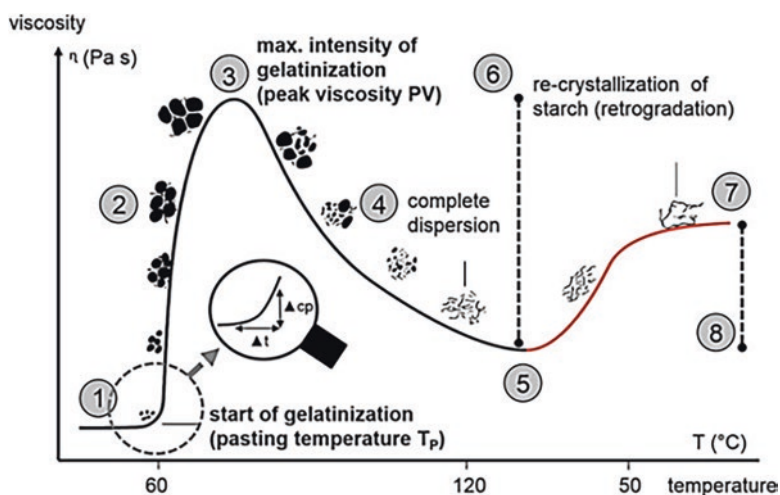 viscosity
η (Pa s)
3
max. intensity of
gelatinization
(peak viscosity PV)
6
re-crystallization of
starch (retrogradation)
2
4
complete
dispersion
7
Δcp
Δt
8
1
5
start of gelatinization
(pasting temperature Tₚ)
T (°C)
60
120
50
temperature